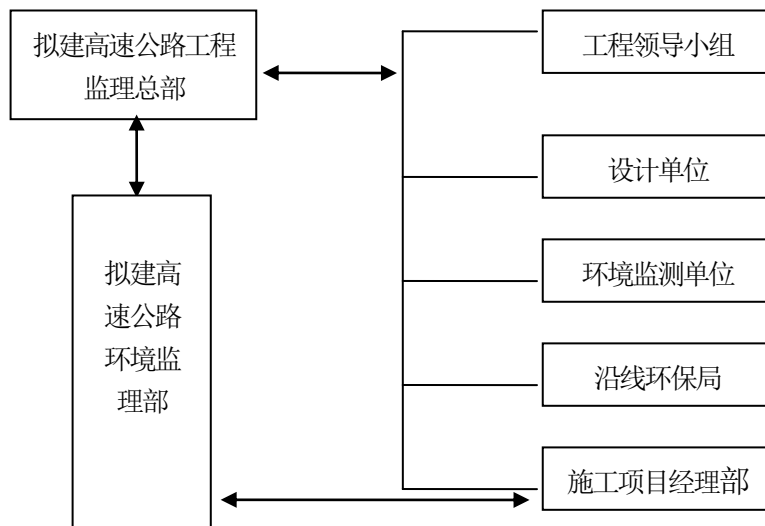 拟建高速公路工程
监理总部
工程领导小组
设计单位
环境监测单位
沿线环保局
施工项目经理部
拟建高
速公路
环境监
理部